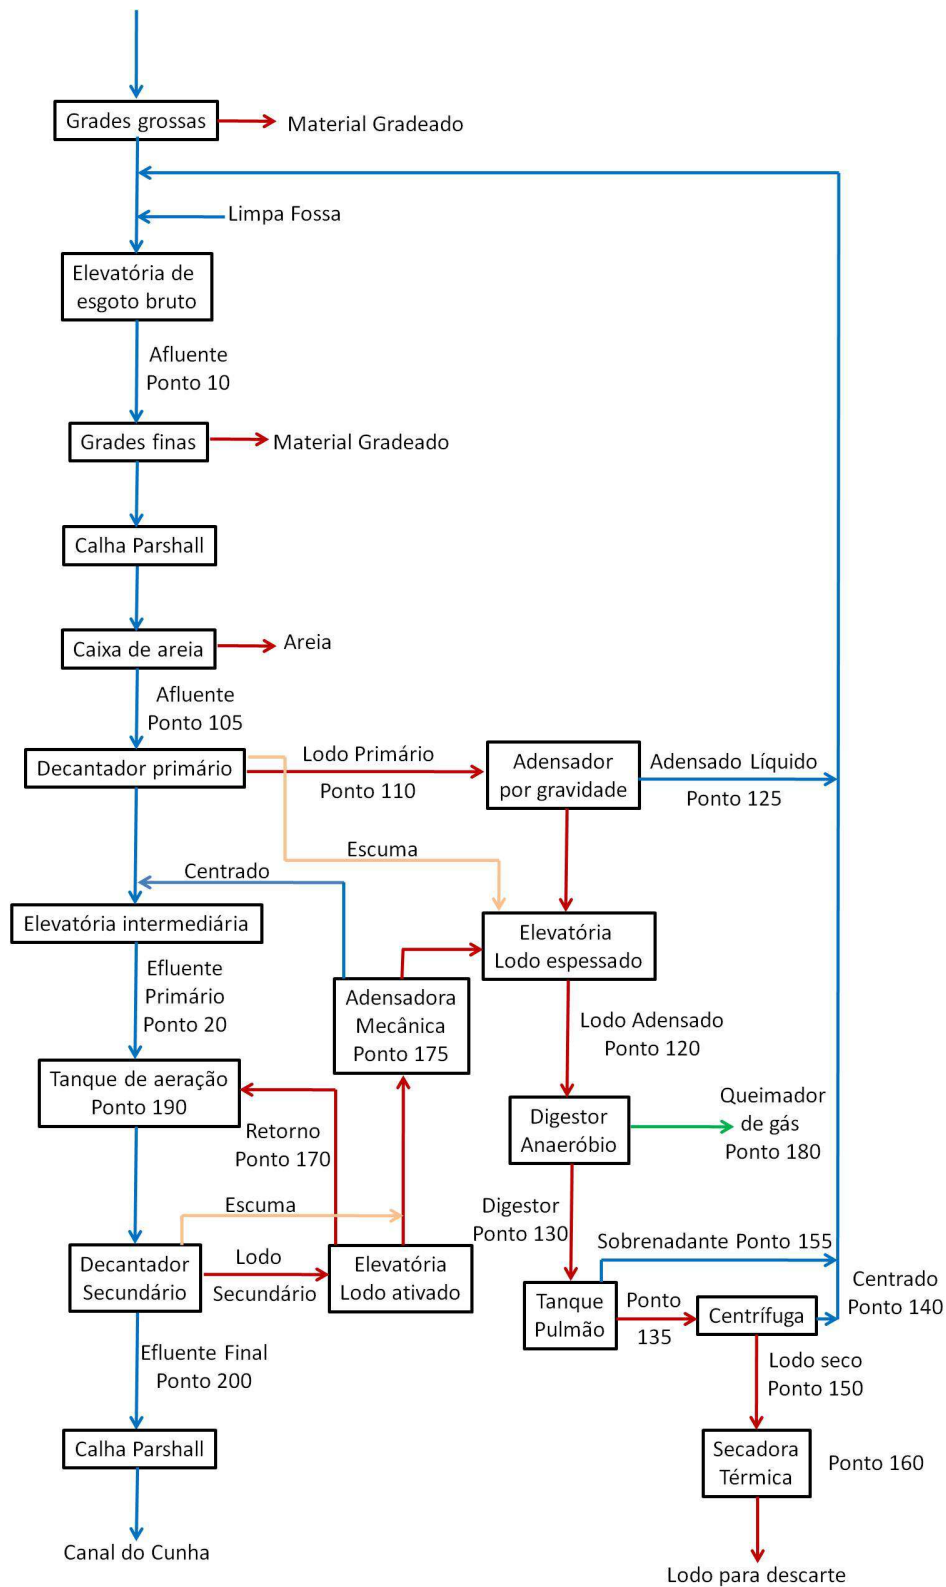 Grades grossas
Material Gradeado
Limpa Fossa
Elevatória de
esgoto bruto
Afluente
Ponto 10
Grades finas
Material Gradeado
Calha Parshall
Caixa de areia
Areia
Afluente
Ponto 105
Decantador primário
Lodo Primário
Ponto 110
Adensador
por gravidade
Adensado Líquido
Ponto 125
Escuma
Centrado
Elevatória intermediária
Elevatória
Lodo espessado
Efluente
Primário
Ponto 20
Adensadora
Mecânica
Ponto 175
Lodo Adensado
Ponto 120
Tanque de aeração
Ponto 190
Retorno
Ponto 170
Digestor
Anaeróbio
Queimador
de gás
Ponto 180
Escuma
Digestor
Ponto 130
Sobrenadante Ponto 155
Decantador
Secundário
Lodo
Secundário
Elevatória
Lodo ativado
Tanque
Pulmão
Ponto
135
Centrífuga
Centrado
Ponto 140
Efluente Final
Ponto 200
Lodo seco
Ponto 150
Calha Parshall
Secadora
Térmica
Ponto 160
Canal do Cunha
Lodo para descarte